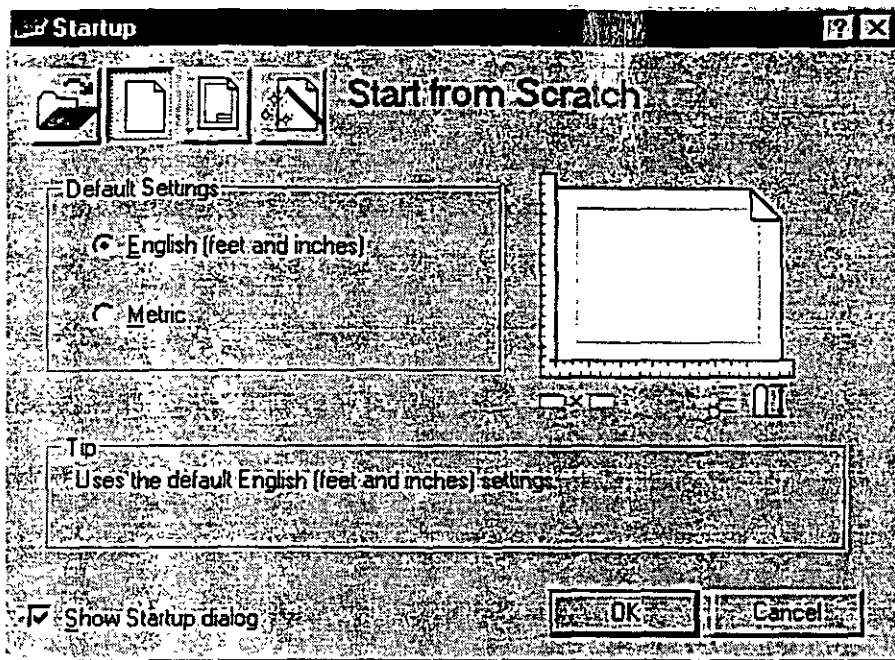 Startup
Start from Scratch
Default Settings
English (feet and inches)
Metric
Tip
Uses the default English (feet and inches) settings.
Show Startup dialog
OK
Cancel